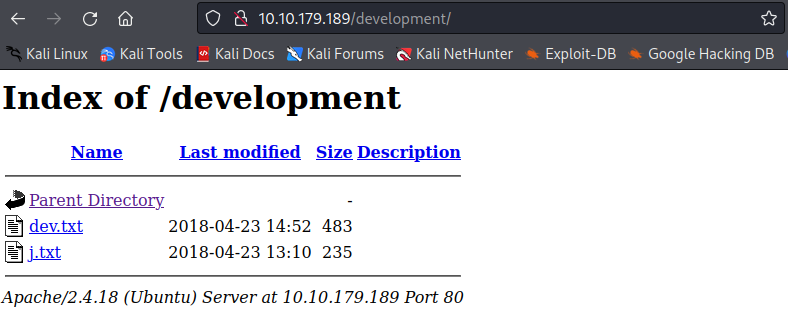 10.10.179.189/development/
Kali Linux Kali Tools Kali Docs Kali Forums Kali NetHunter Exploit-DB Google Hacking DB
Index of /development
Name Last modified Size Description
Parent Directory -
dev.txt 2018-04-23 14:52 483
j.txt 2018-04-23 13:10 235
Apache/2.4.18 (Ubuntu) Server at 10.10.179.189 Port 80